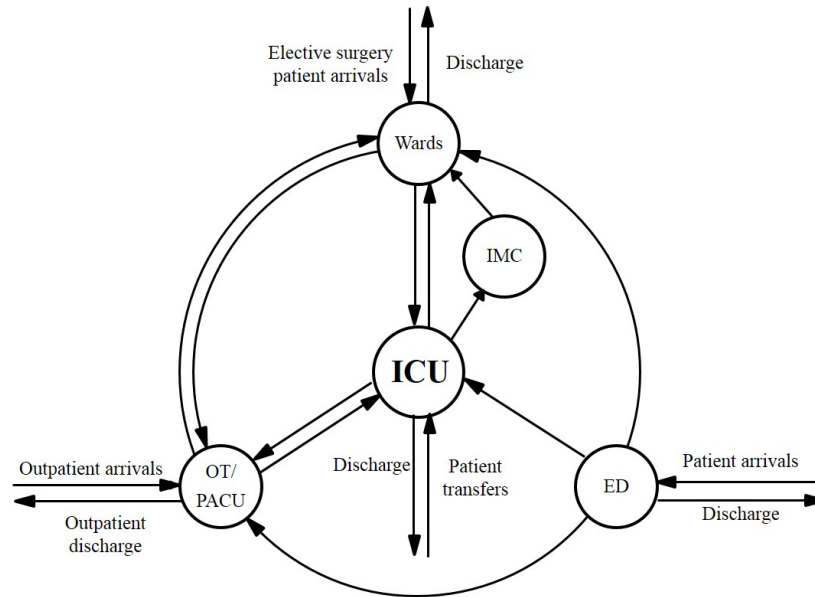 Elective surgery
patient arrivals
Discharge
Wards
IMC
ICU
Outpatient arrivals
OT/
PACU
Outpatient
discharge
Discharge
Patient
transfers
ED
Patient arrivals
Discharge